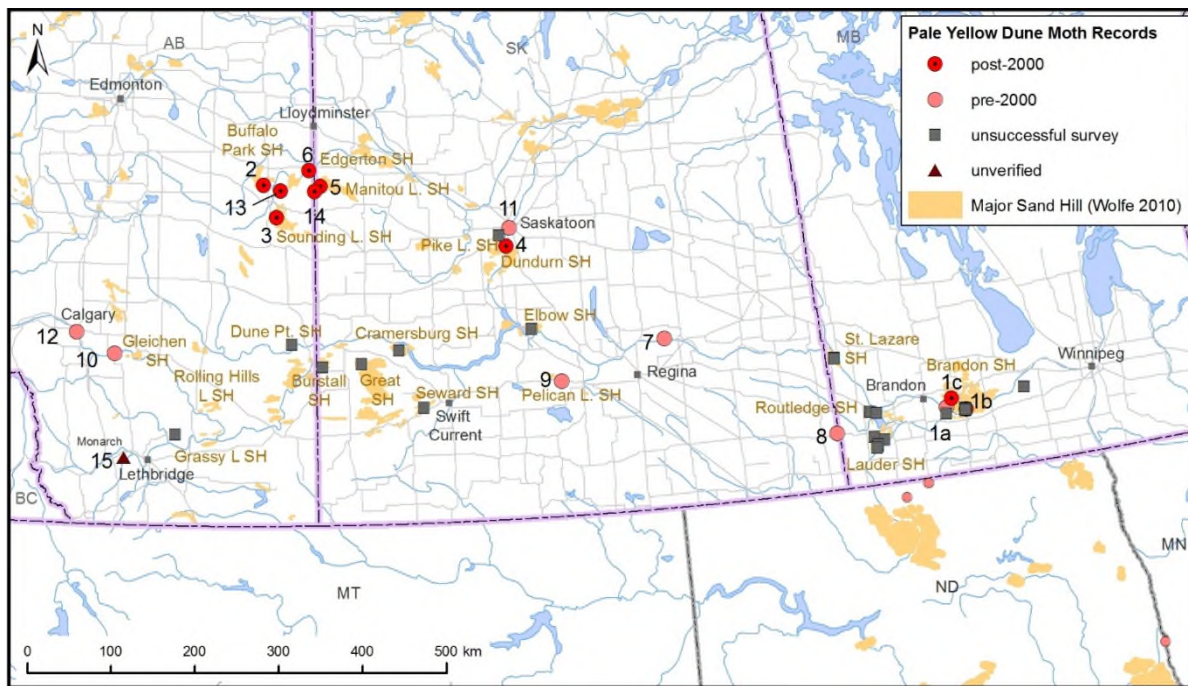 N
AB
SK
MB
Pale Yellow Dune Moth Records
post-2000
pre-2000
unsuccessful survey
unverified
Major Sand Hill (Wolfe 2010)
Edmonton
Lloydminster
Buffalo
Park SH
6
Edgerton SH
2
5
Manitou L. SH
13
14
3
Sounding L. SH
11
Saskatoon
Pike L. SH
4
Dundurn SH
Calgary
12
10
Gleichen
SH
Dune Pt. SH
Cramersburg SH
Elbow SH
7
St. Lazare
SH
Brandon SH
Winnipeg
Rolling Hills
L SH
Burstall
SH
Great
SH
Seward SH
Swift
Current
9
Pelican L. SH
Regina
Brandon
1c
1b
1a
Routledge SH
8
Lauder SH
Monarch
15
Lethbridge
Grassy L SH
BC
MT
ND
MN
0
100
200
300
400
500 km